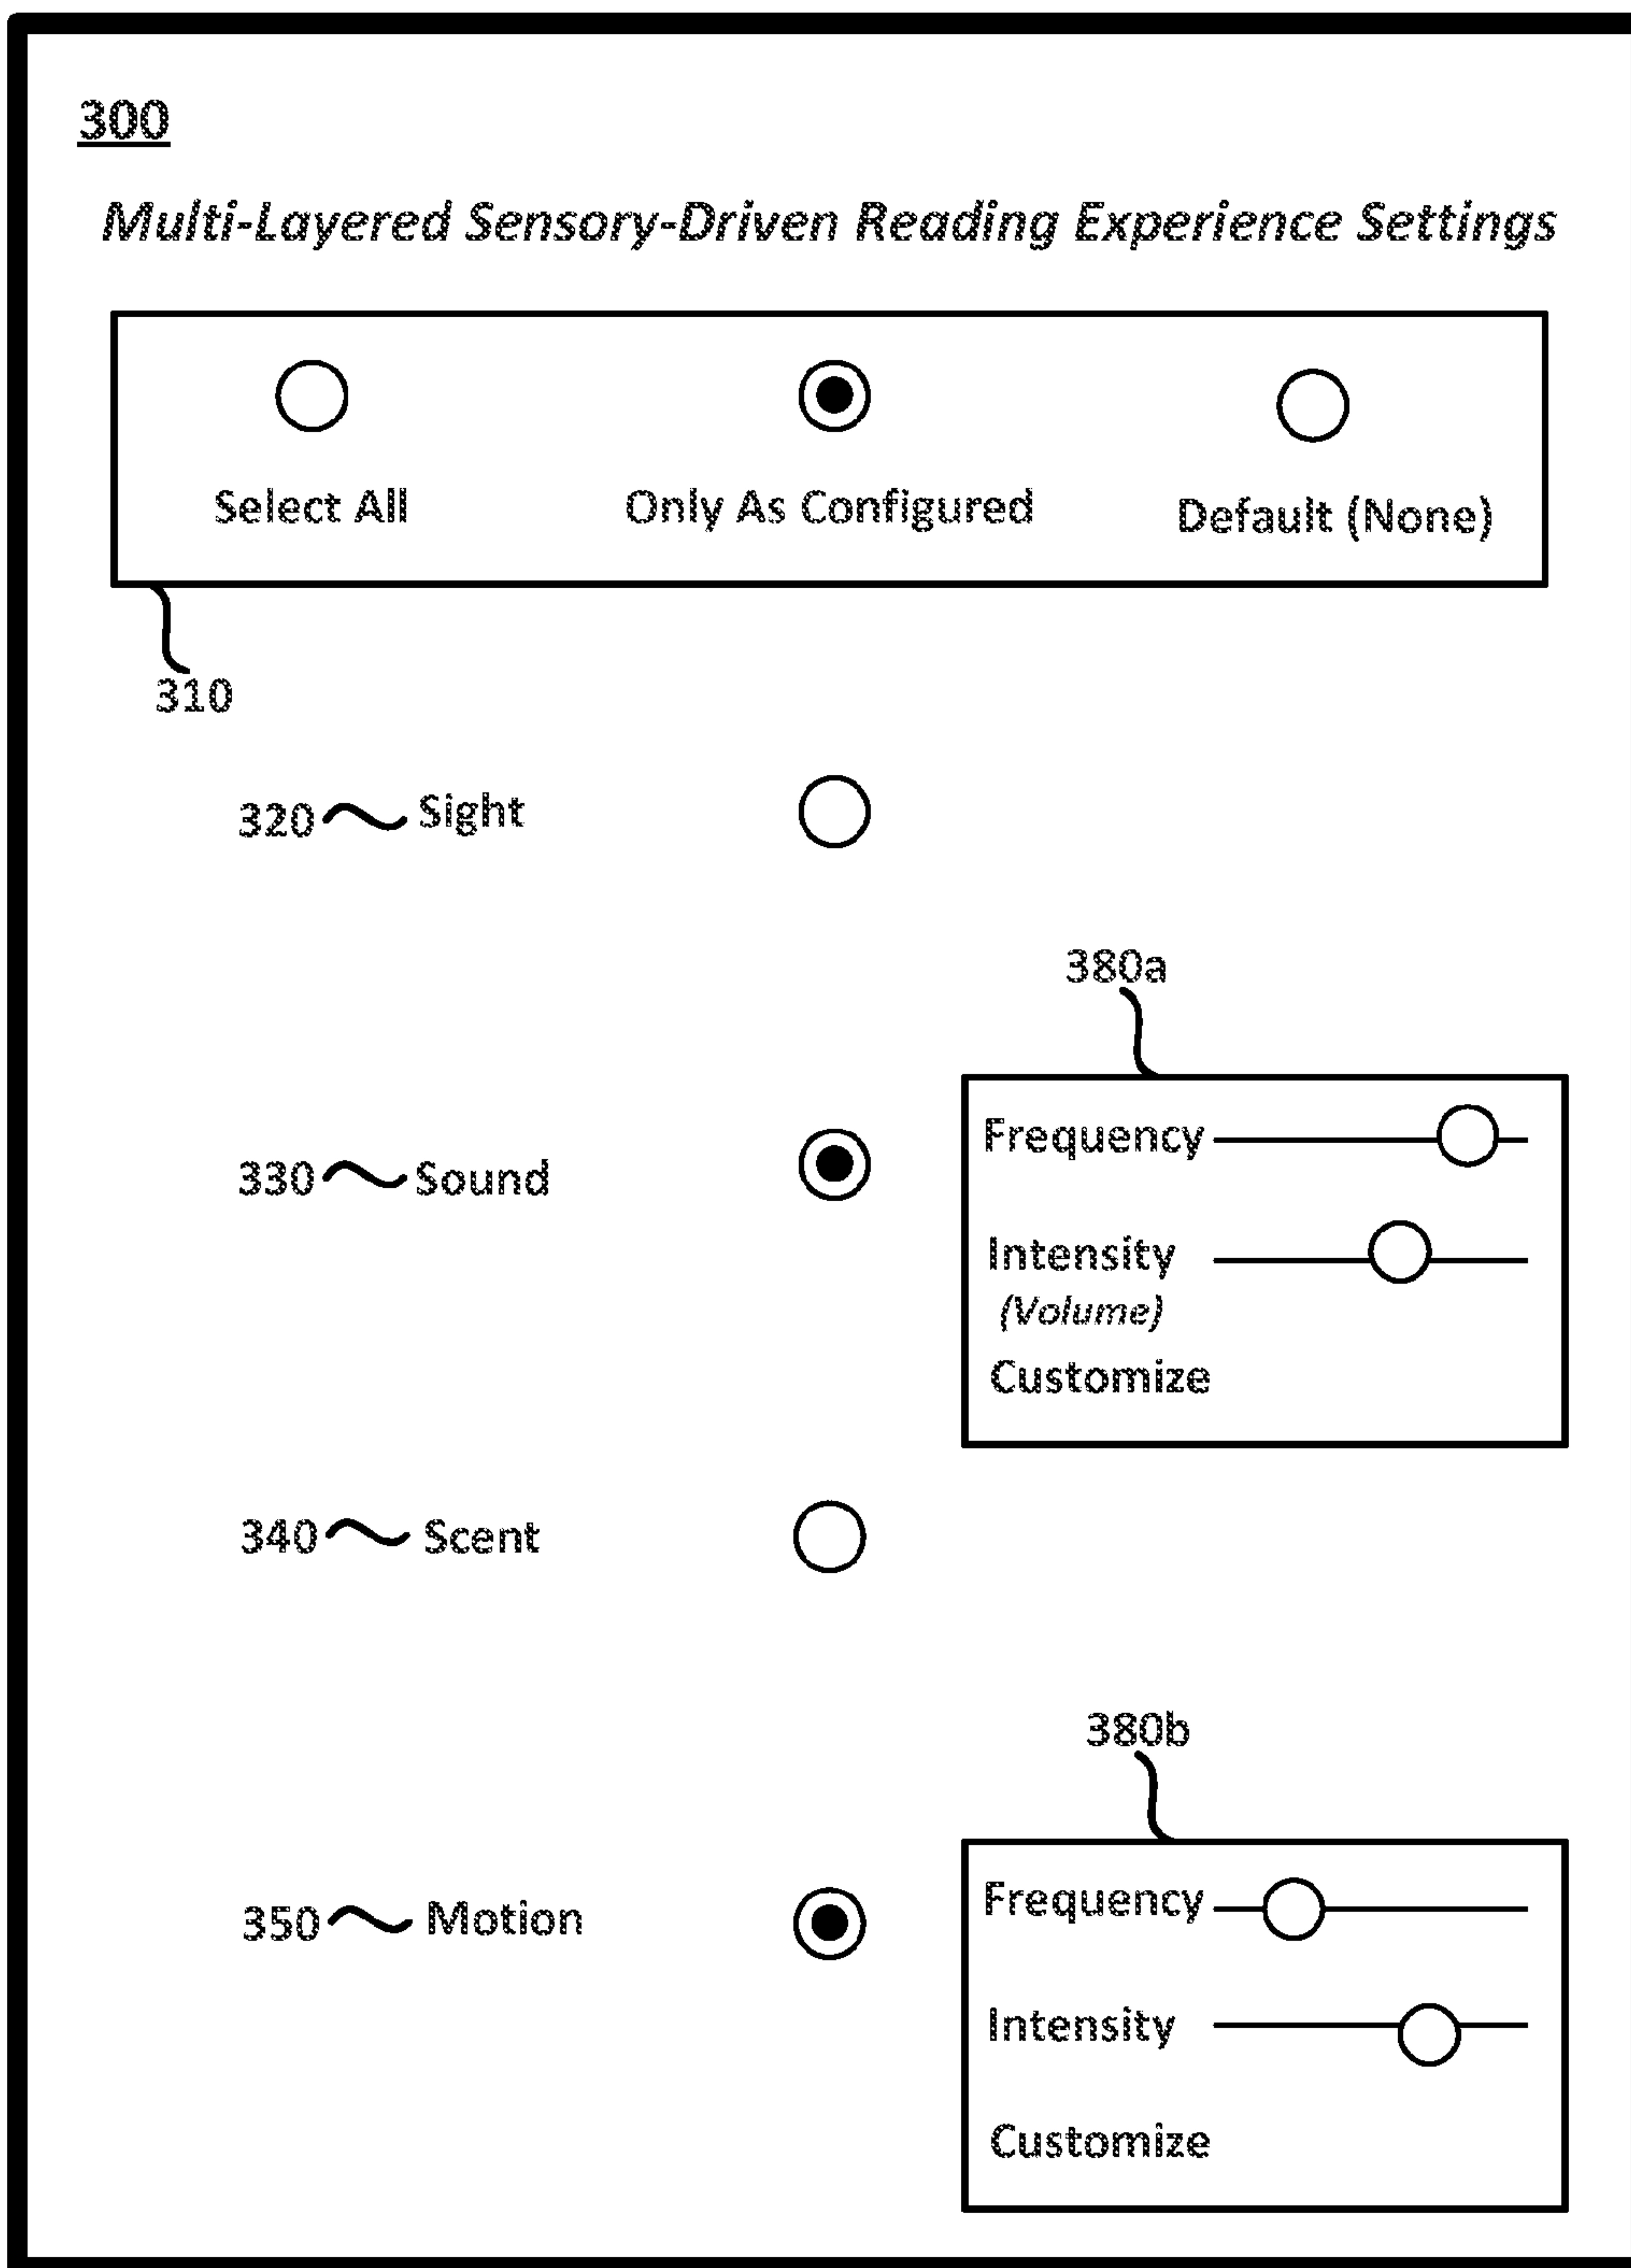 300
Multi-Layered Sensory-Driven Reading Experience Settings
Select All Only As Configured Default (None)
310
320 Sight
380a
Frequency
330 Sound
Intensity
(Volume)
Customize
340 Scent
380b
350 Motion
Frequency
Intensity
Customize